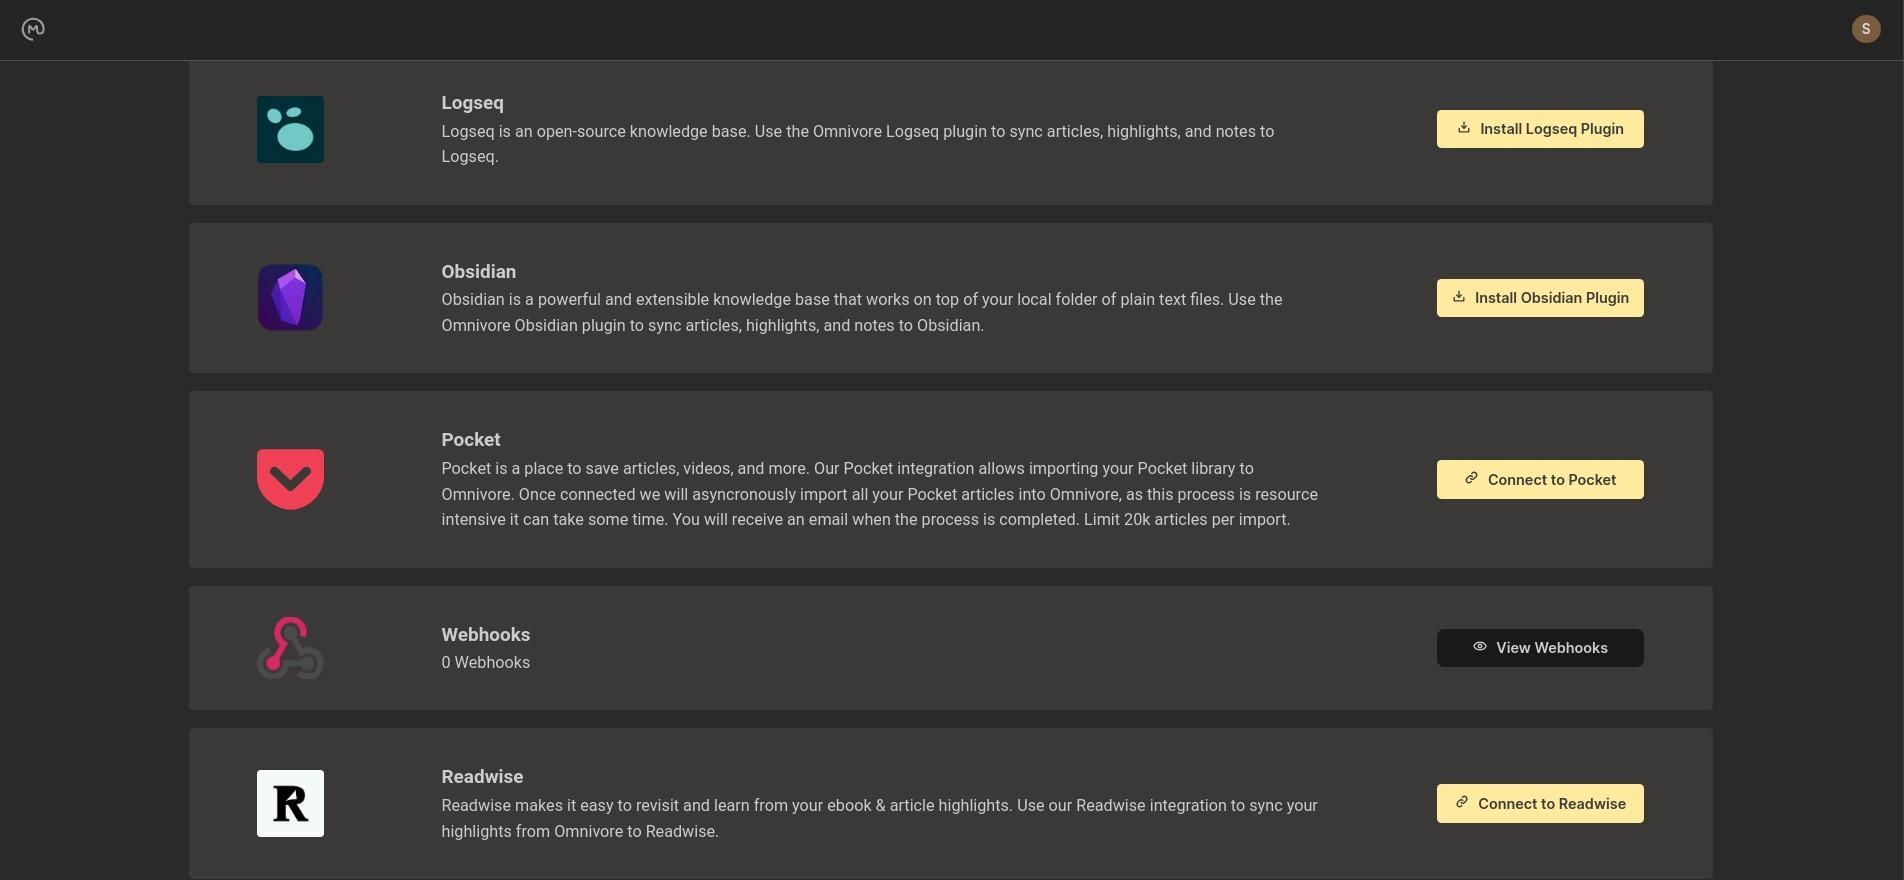 S
Logseq
Logseq is an open-source knowledge base. Use the Omnivore Logseq plugin to sync articles, highlights, and notes to
Logseq.
Install Logseq Plugin
Obsidian
Obsidian is a powerful and extensible knowledge base that works on top of your local folder of plain text files. Use the
Omnivore Obsidian plugin to sync articles, highlights, and notes to Obsidian.
Install Obsidian Plugin
Pocket
Pocket is a place to save articles, videos, and more. Our Pocket integration allows importing your Pocket library to
Omnivore. Once connected we will asyncronously import all your Pocket articles into Omnivore, as this process is resource
intensive it can take some time. You will receive an email when the process is completed. Limit 20k articles per import.
Connect to Pocket
Webhooks
0 Webhooks
View Webhooks
R
Readwise
Readwise makes it easy to revisit and learn from your ebook & article highlights. Use our Readwise integration to sync your
highlights from Omnivore to Readwise.
Connect to Readwise